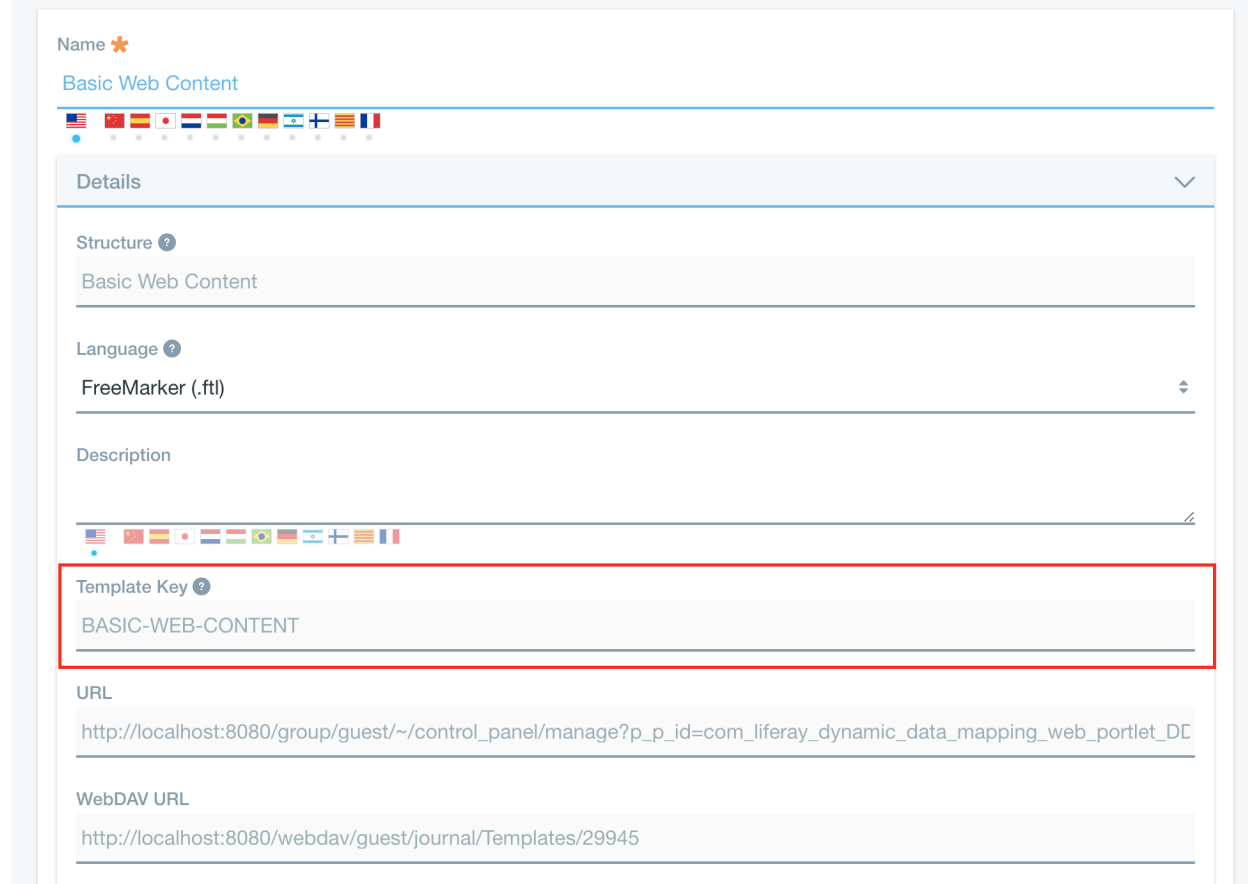 Name
Basic Web Content
Details
Structure ?
Basic Web Content
Language ?
FreeMarker (.ftl)
Description
Template Key ?
BASIC-WEB-CONTENT
URL
http://localhost:8080/group/guest/~/control_panel/manage?p_p_id=com_liferay_dynamic_data_mapping_web_portlet_DD
WebDAV URL
http://localhost:8080/webdav/guest/journal/Templates/29945